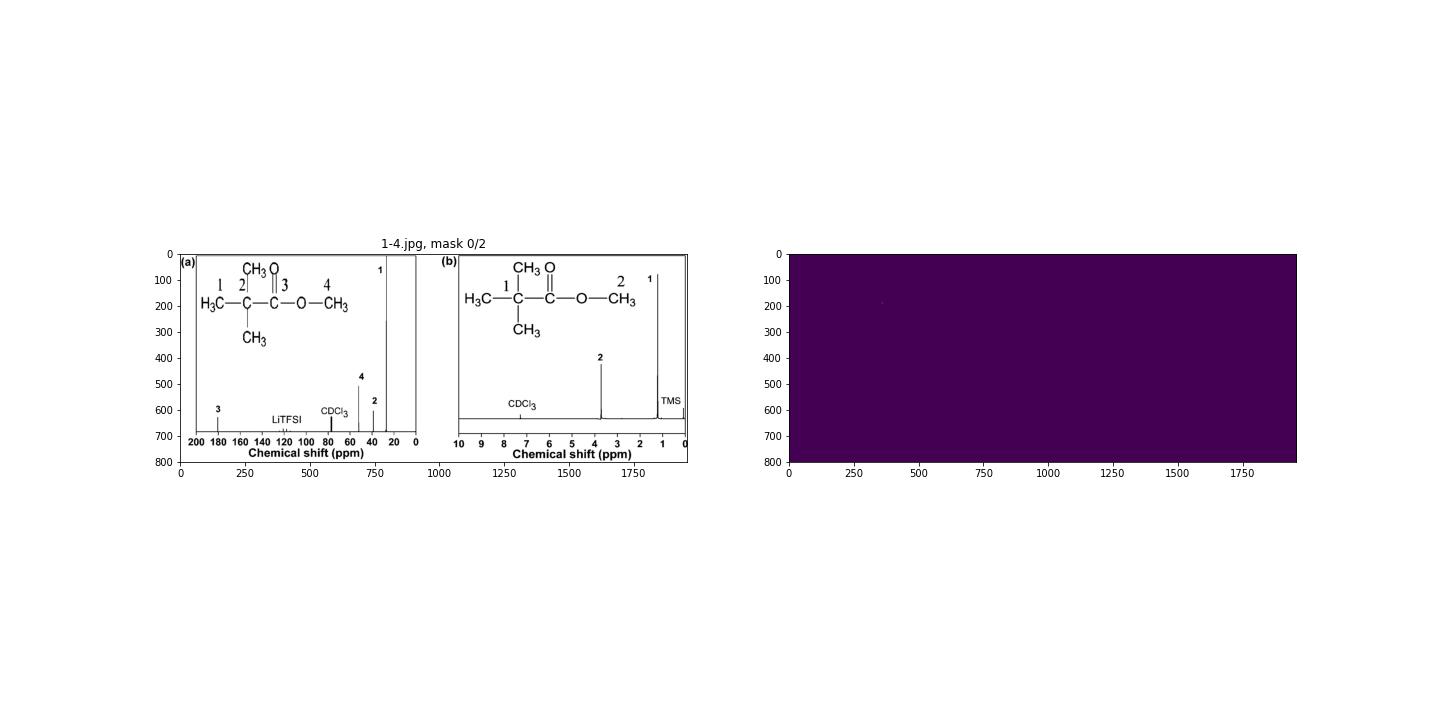 1-4.jpg, mask 0/2
(a)
CH3 O
1 2 3 4
H3C C C O CH3
CH3
1
4
2
3
LiTFSI
CDCl3
200 180 160 140 120 100 80 60 40 20 0
Chemical shift (ppm)
(b)
CH3 O
1 2
H3C C C O CH3
CH3
1
2
CDCl3
TMS
10 9 8 7 6 5 4 3 2 1 0
Chemical shift (ppm)
0
100
200
300
400
500
600
700
800
0 250 500 750 1000 1250 1500 1750
0
100
200
300
400
500
600
700
800
0 250 500 750 1000 1250 1500 1750